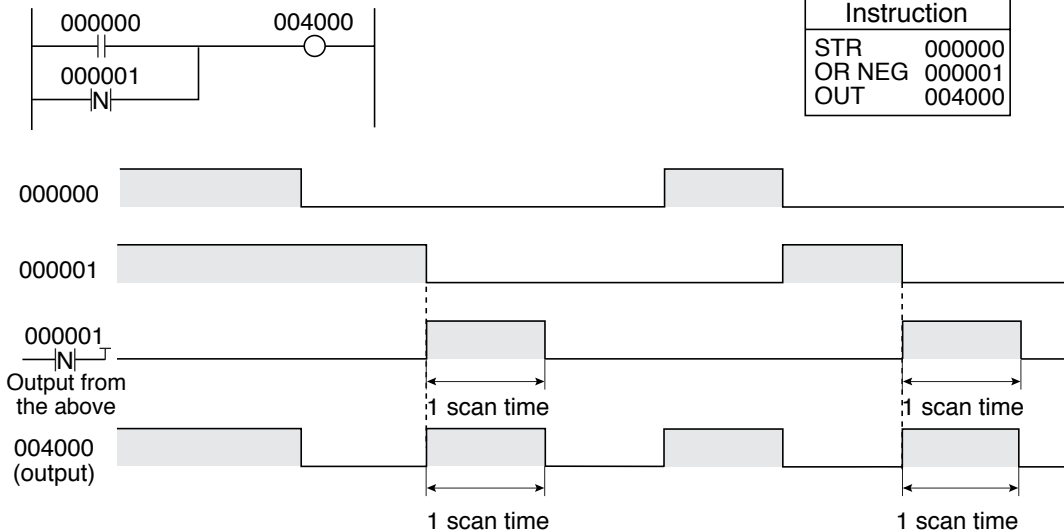 000000
004000
000001
N
Instruction
STR 000000
OR NEG 000001
OUT 004000
000000
000001
000001
N
Output from
the above
1 scan time
1 scan time
004000
(output)
1 scan time
1 scan time